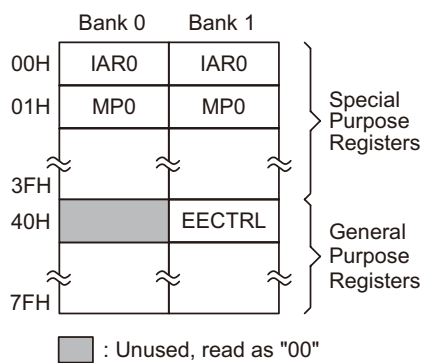 Bank 0 Bank 1
00H IAR0 IAR0
01H MP0 MP0
Special
Purpose
Registers
3FH
40H EECTRL
General
Purpose
Registers
7FH
: Unused, read as "00"